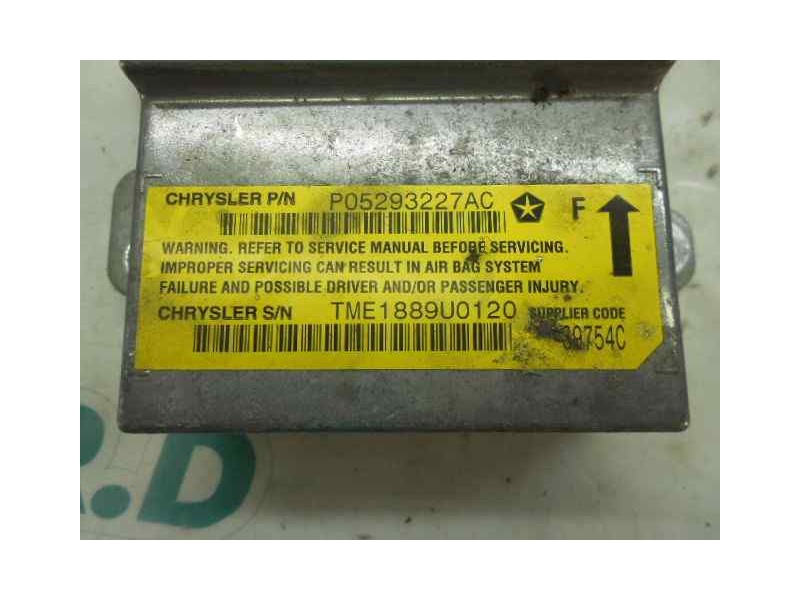 CHRYSLER P/N P05293227AC F
WARNING. REFER TO SERVICE MANUAL BEFORE SERVICING.
IMPROPER SERVICING CAN RESULT IN AIR BAG SYSTEM
FAILURE AND POSSIBLE DRIVER AND/OR PASSENGER INJURY.
CHRYSLER S/N TME1889U0120 SUPPLIER CODE
R.D